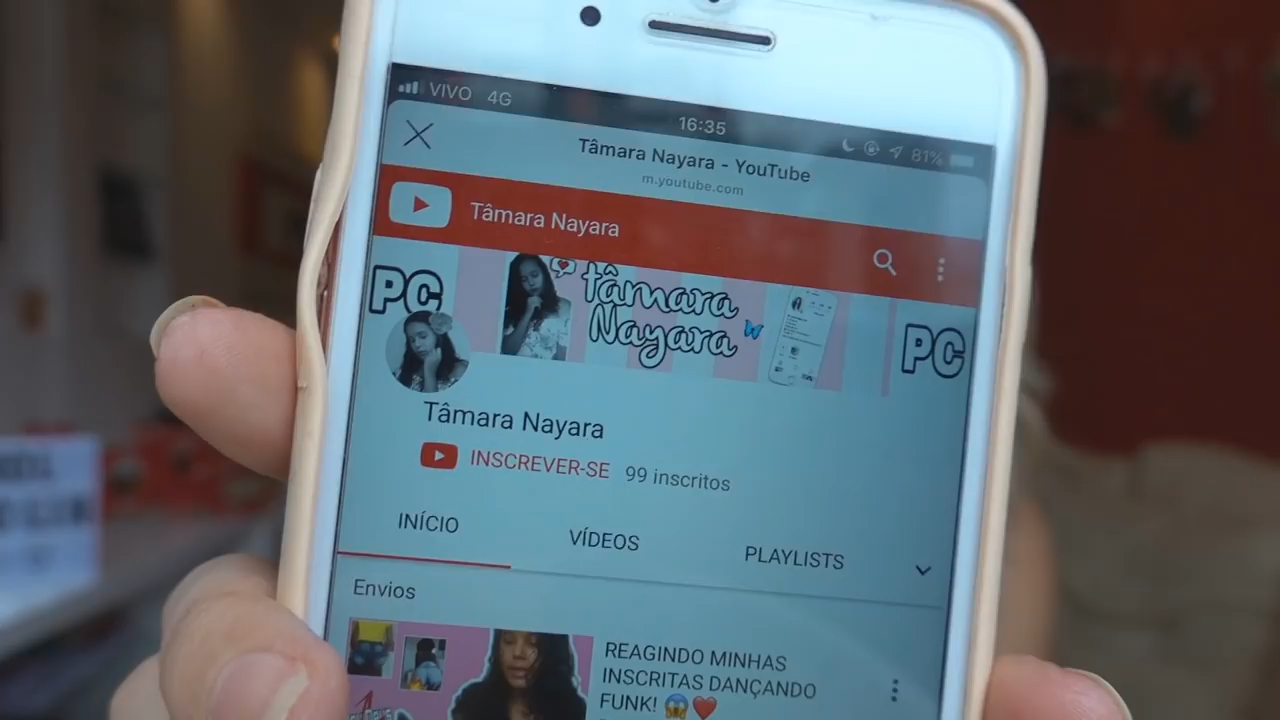 VIVO 4G
16:35
81%
Tâmara Nayara - YouTube
m.youtube.com
Tâmara Nayara
PC
tâmara
Nayara
PC
Tâmara Nayara
INSCREVER-SE 99 inscritos
INÍCIO VÍDEOS PLAYLISTS
Envios
REAGINDO MINHAS
INSCRITAS DANÇANDO
FUNK! 😱❤️